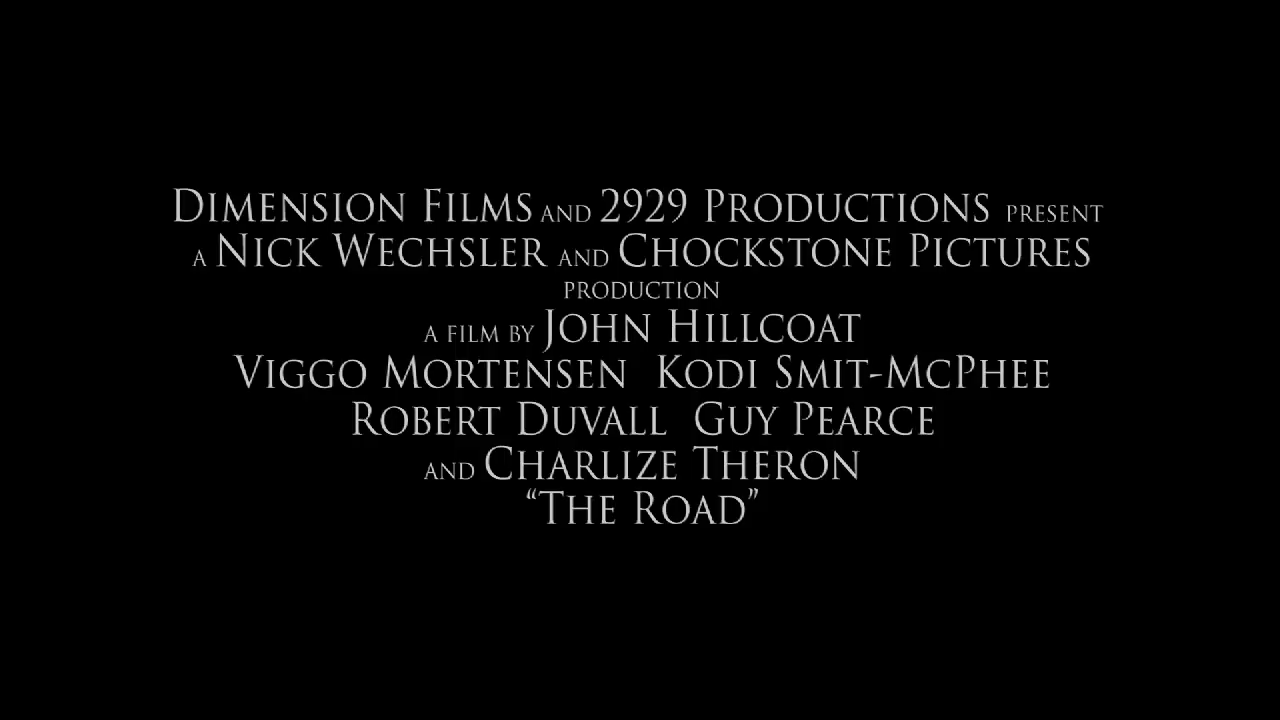 DIMENSION FILMS AND 2929 PRODUCTIONS PRESENT
A NICK WECHSLER AND CHOCKSTONE PICTURES
PRODUCTION
A FILM BY JOHN HILLCOAT
VIGGO MORTENSEN KODI SMIT-MCPHEE
ROBERT DUVALL GUY PEARCE
AND CHARLIZE THERON
“THE ROAD”